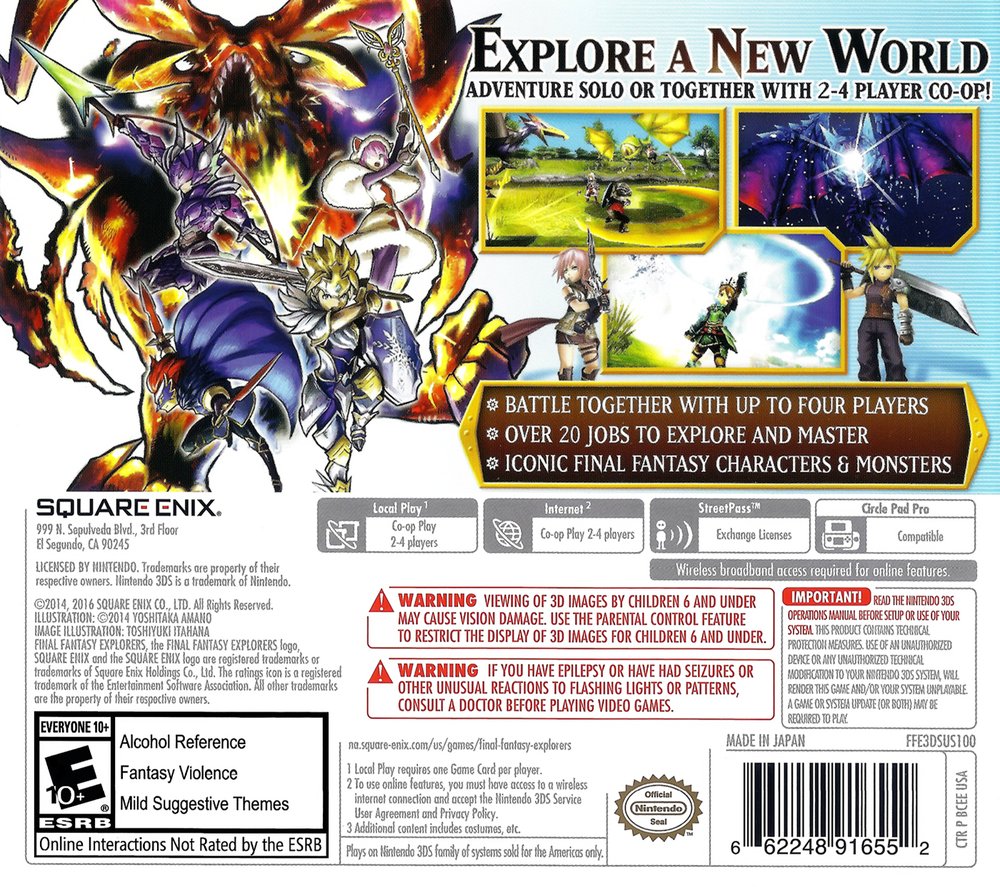 EXPLORE A NEW WORLD
ADVENTURE SOLO OR TOGETHER WITH 2-4 PLAYER CO-OP!
BATTLE TOGETHER WITH UP TO FOUR PLAYERS
OVER 20 JOBS TO EXPLORE AND MASTER
ICONIC FINAL FANTASY CHARACTERS & MONSTERS
SQUARE ENIX®
999 N. Sepulveda Blvd., 3rd Floor
El Segundo, CA 90245
LICENSED BY NINTENDO. Trademarks are property of their
respective owners. Nintendo 3DS is a trademark of Nintendo.
©2014, 2016 SQUARE ENIX CO., LTD. All Rights Reserved.
ILLUSTRATION: ©2014 YOSHITAKA AMANO
IMAGE ILLUSTRATION: TOSHIYUKI ITAHANA
FINAL FANTASY EXPLORERS, the FINAL FANTASY EXPLORERS logo,
SQUARE ENIX and the SQUARE ENIX logo are registered trademarks or
trademarks of Square Enix Holdings Co., Ltd. The ratings icon is a registered
trademark of the Entertainment Software Association. All other trademarks
are the property of their respective owners.
Local Play 1
Co-op Play
2-4 players
Internet 2
Co-op Play 2-4 players
StreetPass™
Exchange Licenses
Circle Pad Pro
Compatible
Wireless broadband access required for online features.
WARNING VIEWING OF 3D IMAGES BY CHILDREN 6 AND UNDER
MAY CAUSE VISION DAMAGE. USE THE PARENTAL CONTROL FEATURE
TO RESTRICT THE DISPLAY OF 3D IMAGES FOR CHILDREN 6 AND UNDER.
WARNING IF YOU HAVE EPILEPSY OR HAVE HAD SEIZURES OR
OTHER UNUSUAL REACTIONS TO FLASHING LIGHTS OR PATTERNS,
CONSULT A DOCTOR BEFORE PLAYING VIDEO GAMES.
IMPORTANT! READ THE NINTENDO 3DS
OPERATIONS MANUAL BEFORE SETUP OR USE OF YOUR
SYSTEM. THIS PRODUCT CONTAINS TECHNICAL
PROTECTION MEASURES. USE OF AN UNAUTHORIZED
DEVICE OR ANY UNAUTHORIZED TECHNICAL
MODIFICATION TO YOUR NINTENDO 3DS SYSTEM, WILL
RENDER THIS GAME AND/OR YOUR SYSTEM UNPLAYABLE.
A GAME OR SYSTEM UPDATE (OR BOTH) MAY BE
REQUIRED TO PLAY.
EVERYONE 10+
E
10+
®
ESRB
Alcohol Reference
Fantasy Violence
Mild Suggestive Themes
Online Interactions Not Rated by the ESRB
na.square-enix.com/us/games/final-fantasy-explorers
1 Local Play requires one Game Card per player.
2 To use online features, you must have access to a wireless
internet connection and accept the Nintendo 3DS Service
User Agreement and Privacy Policy.
3 Additional content includes costumes, etc.
Plays on Nintendo 3DS family of systems sold for the Americas only.
Official
Nintendo
Seal
MADE IN JAPAN
FFE3DSUS100
6 62248 91655 2
CTR P BCEE USA